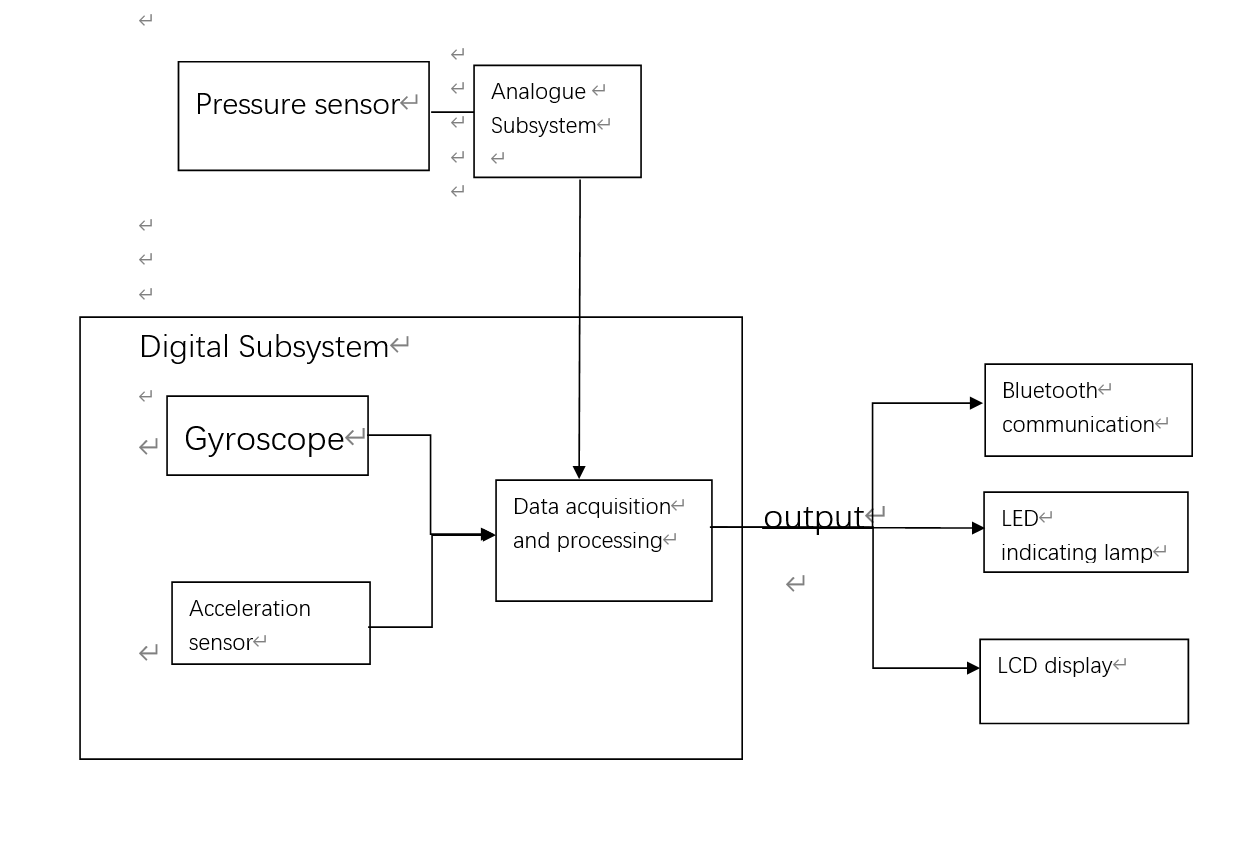 Pressure sensor
Analogue
Subsystem
Digital Subsystem
Gyroscope
Acceleration
sensor
Data acquisition
and processing
output
Bluetooth
communication
LED
indicating lamp
LCD display